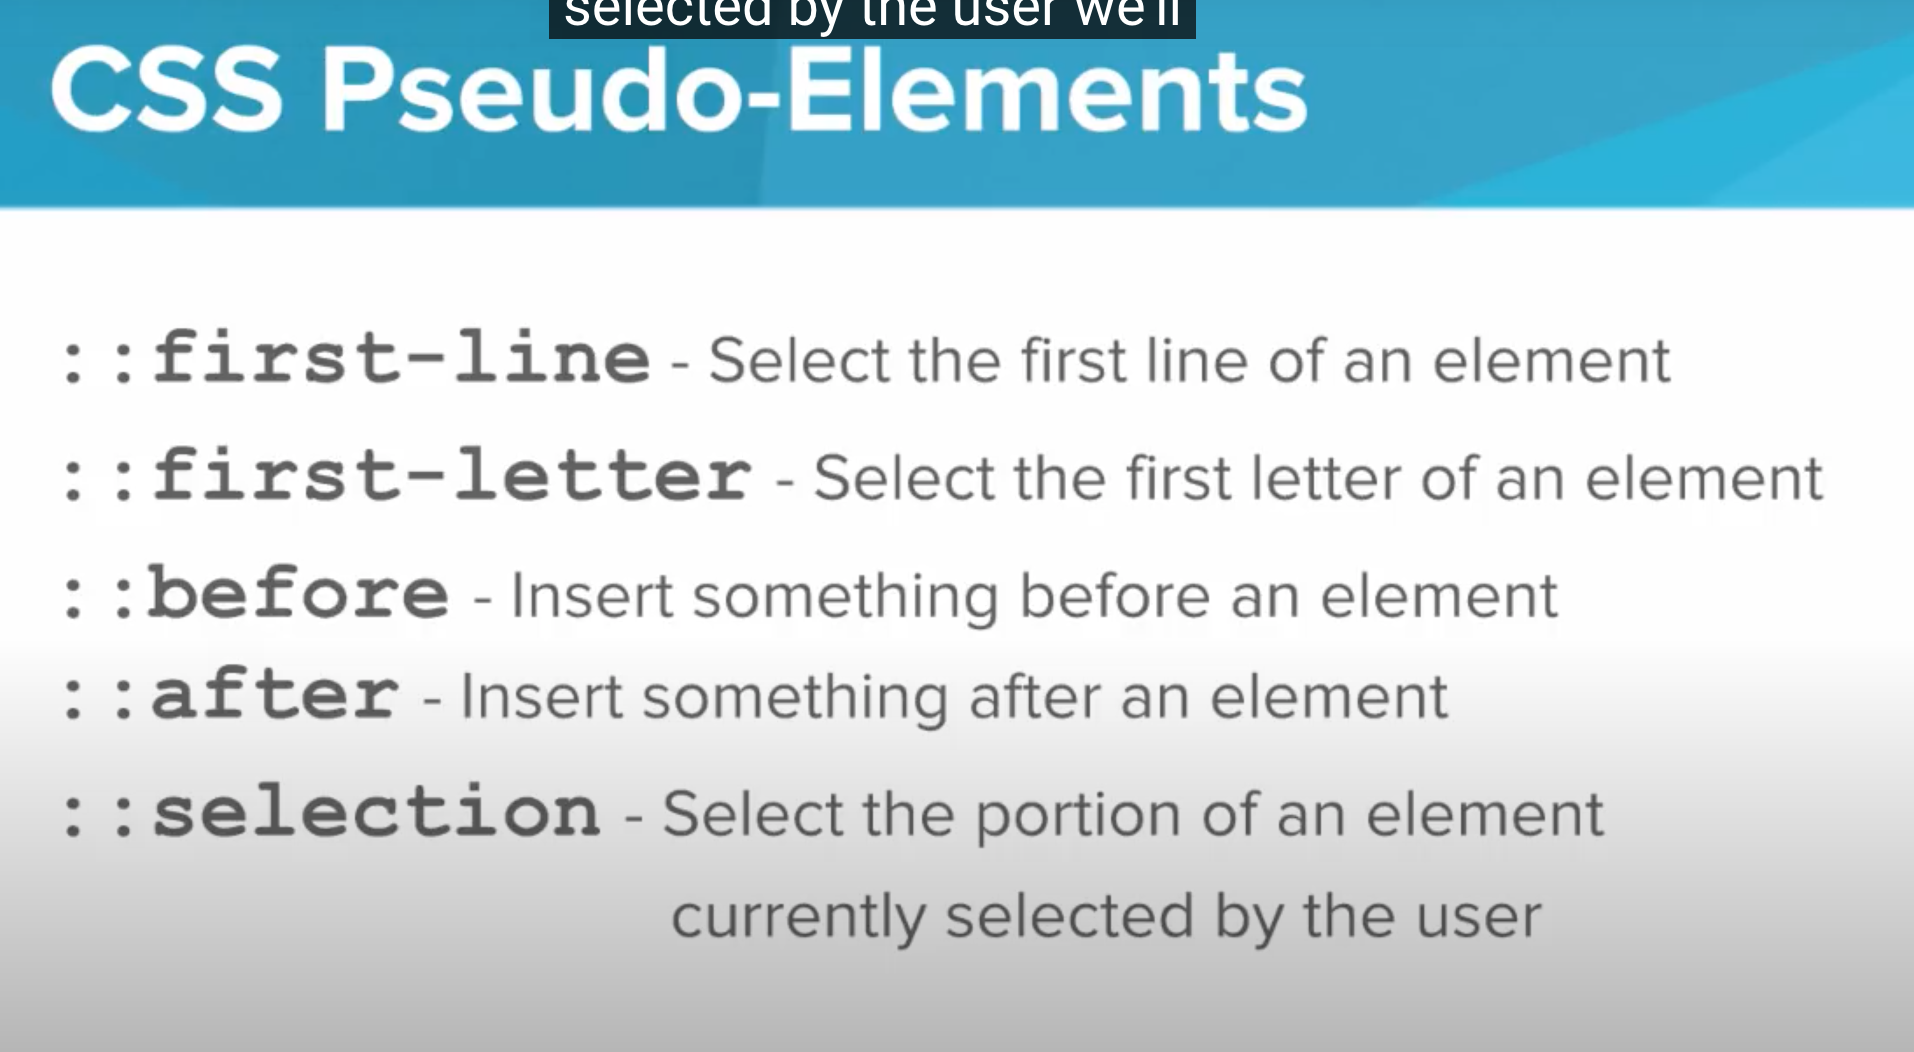 selected by the user we'll
CSS Pseudo-Elements
::first-line - Select the first line of an element
::first-letter - Select the first letter of an element
::before - Insert something before an element
::after - Insert something after an element
::selection - Select the portion of an element
currently selected by the user